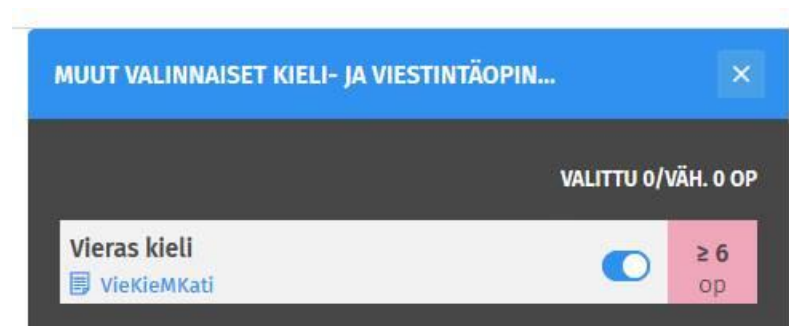 MUUT VALINNAISET KIELI- JA VIESTINTÄOPIN...
VALITTU 0/VÄH. 0 OP
Vieras kieli
VieKieMKati
≥ 6
op